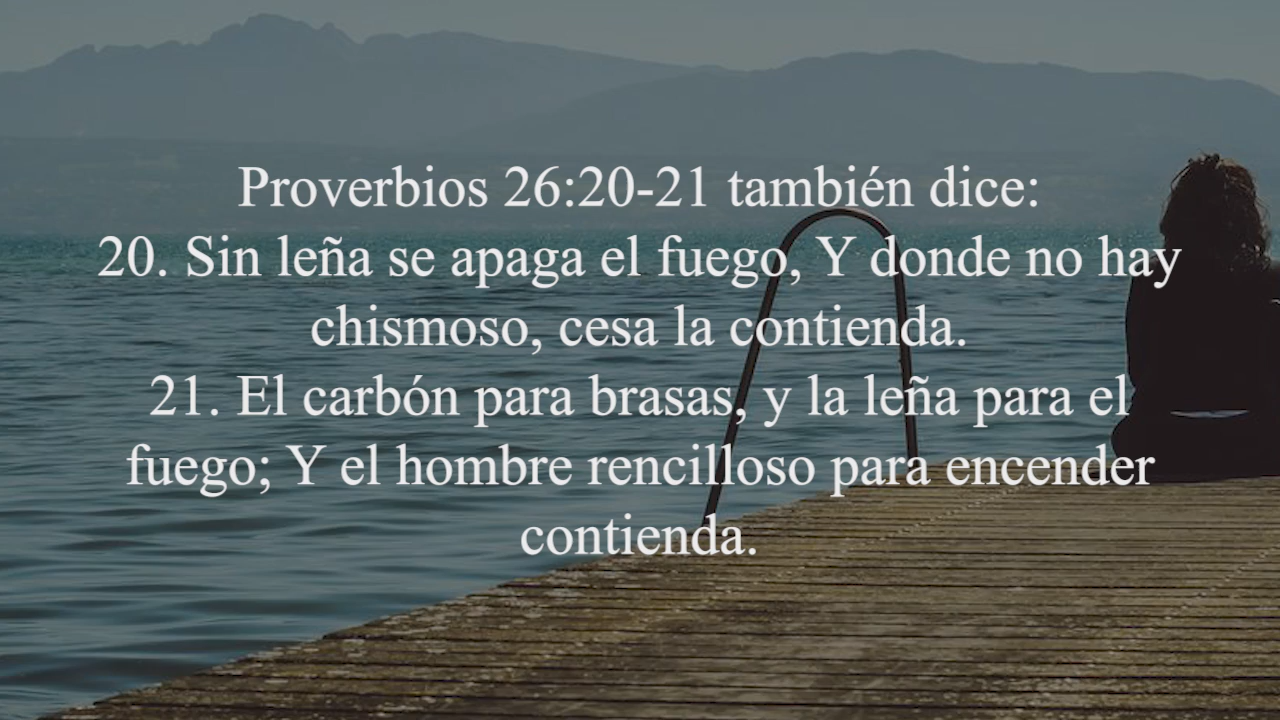 Proverbios 26:20-21 también dice:
20. Sin leña se apaga el fuego, Y donde no hay
chismoso, cesa la contienda.
21. El carbón para brasas, y la leña para el
fuego; Y el hombre rencilloso para encender
contienda.